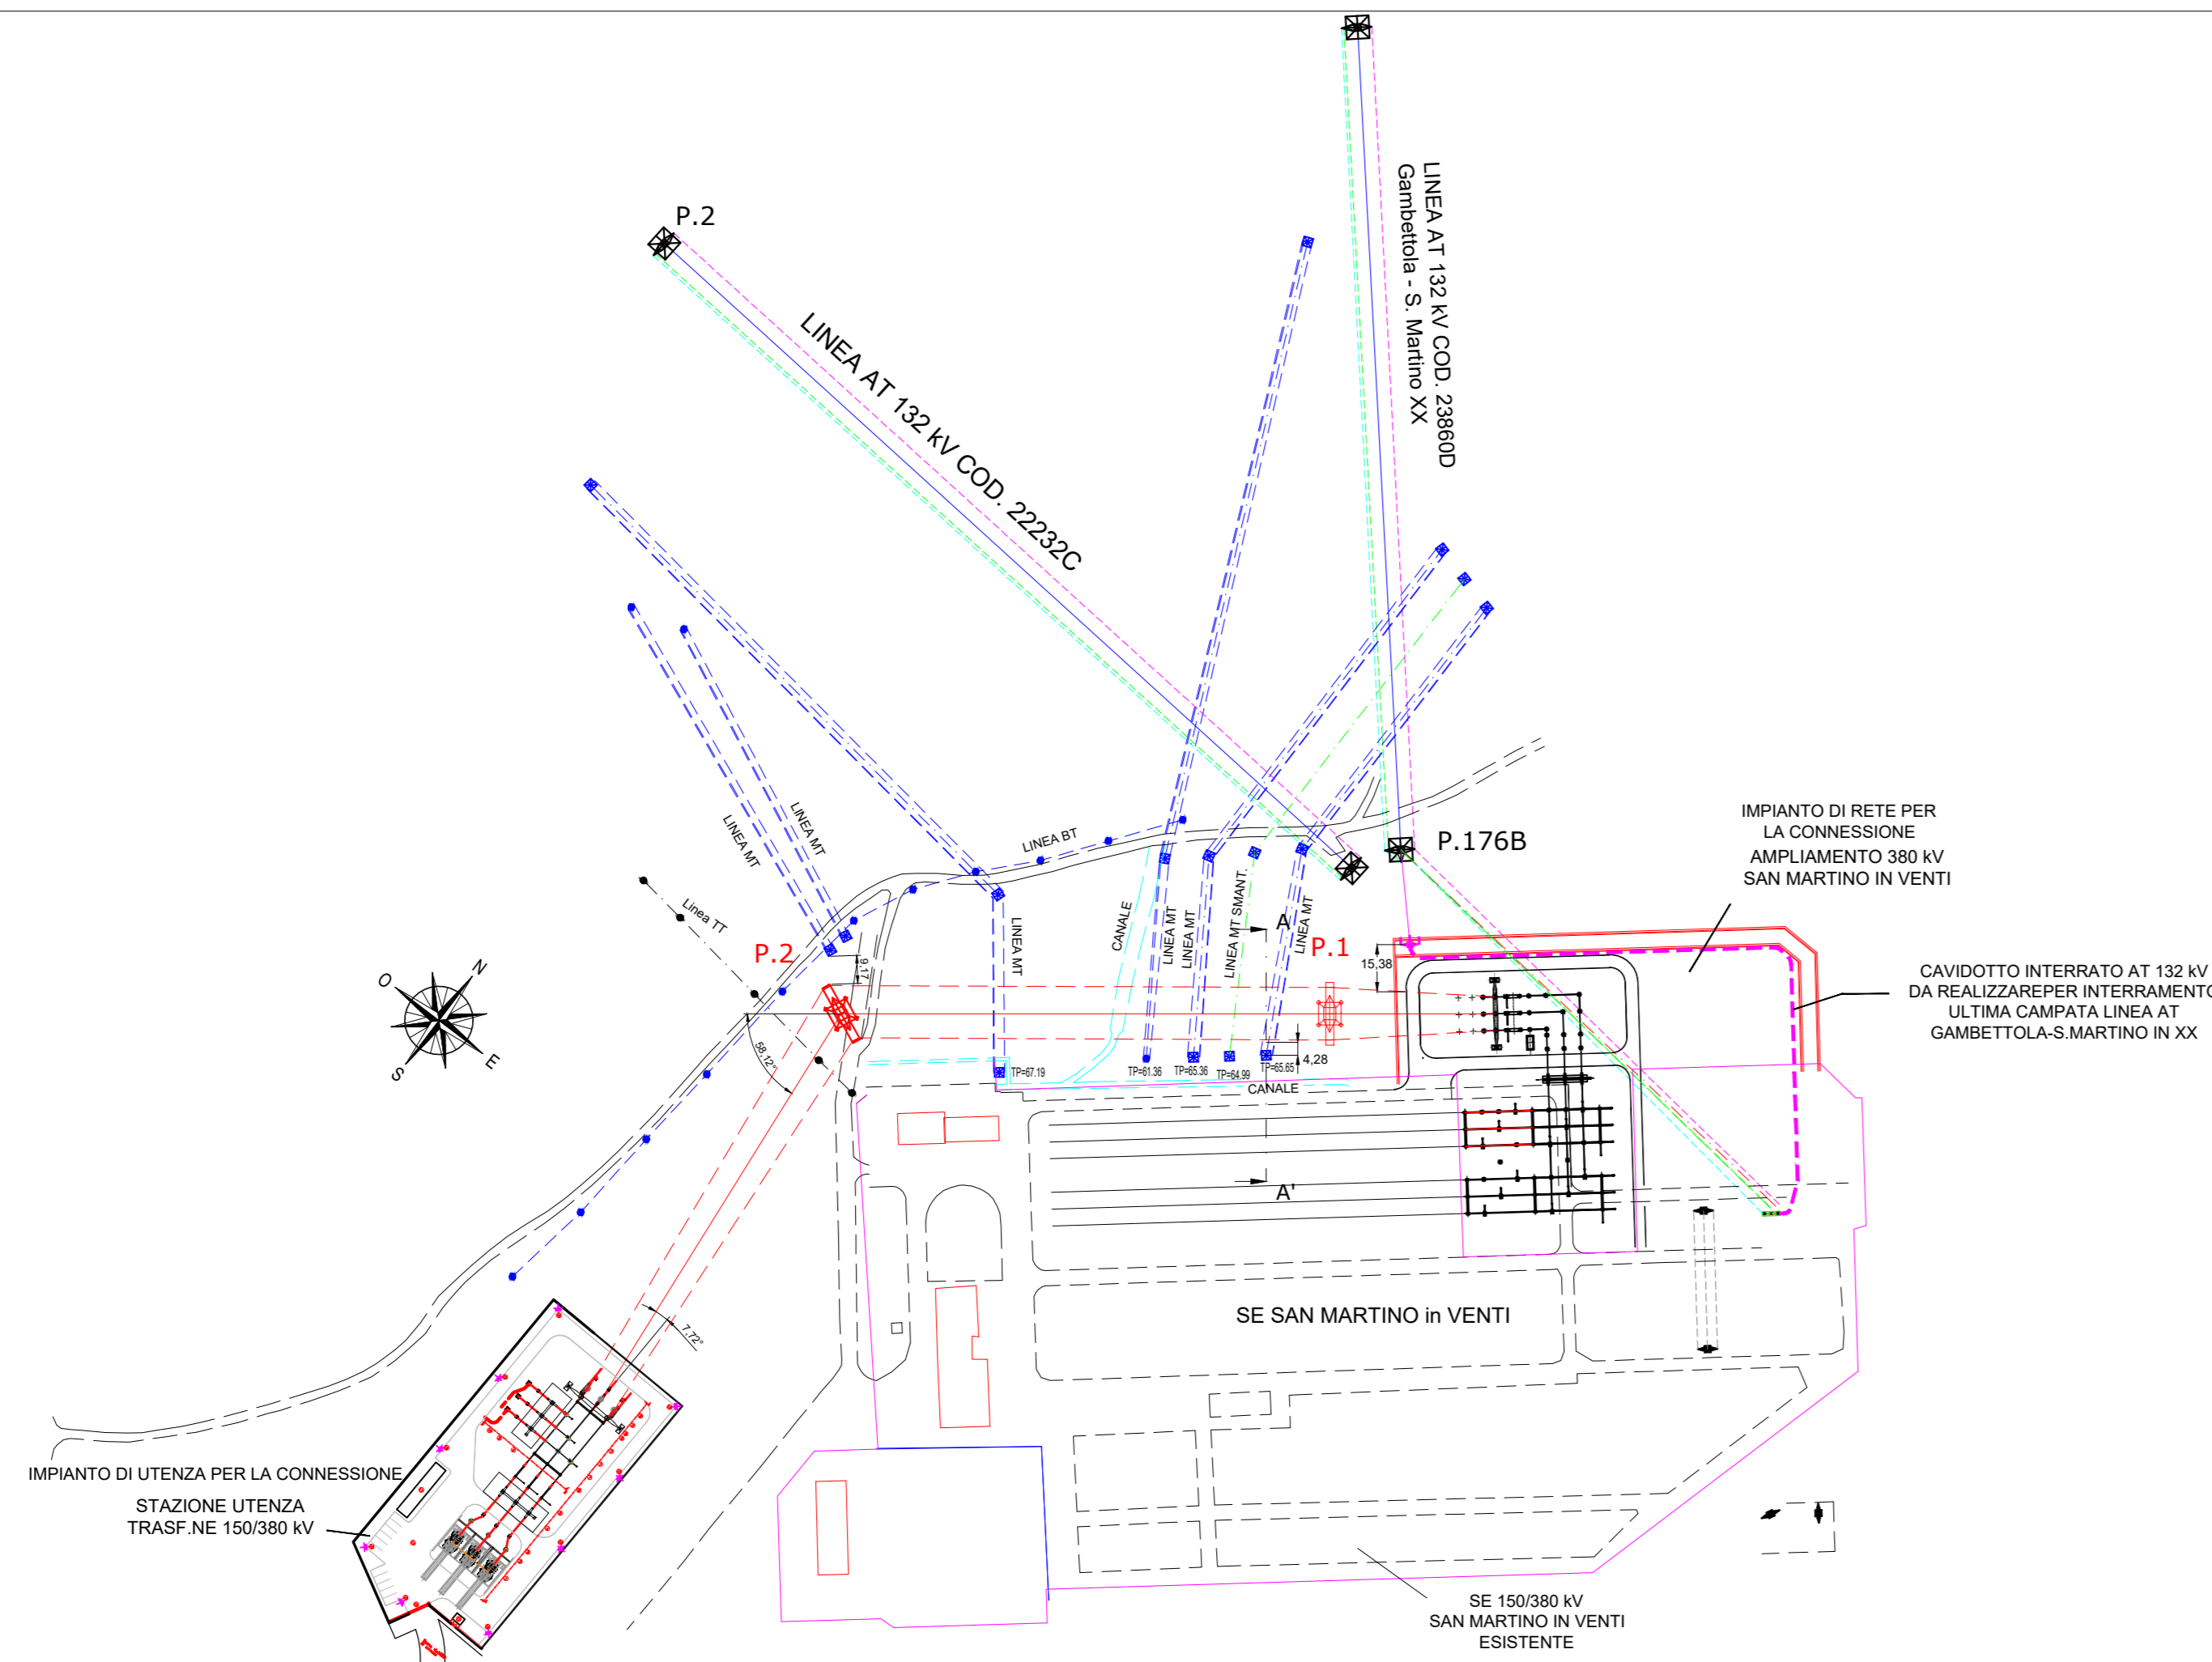 P.2
LINEA AT 132 kV COD. 23860D
Gambettola - S. Martino XX
LINEA AT 132 kV COD. 22232C
LINEA MT
LINEA MT
LINEA BT
P.176B
IMPIANTO DI RETE PER
LA CONNESSIONE
AMPLIAMENTO 380 kV
SAN MARTINO IN VENTI
Linea TT
P.2
9,17
LINEA MT
CANALE
LINEA MT
LINEA MT
LINEA MT SMANT.
A
LINEA MT
P.1
15,38
CAVIDOTTO INTERRATO AT 132 kV
DA REALIZZAREPER INTERRAMENTO
ULTIMA CAMPATA LINEA AT
GAMBETTOLA-S.MARTINO IN XX
O
N
S
E
58,12°
TP=67.19
TP=61.36
TP=65.36
TP=64.99
TP=65.65
4,28
CANALE
A'
SE SAN MARTINO in VENTI
7,72°
IMPIANTO DI UTENZA PER LA CONNESSIONE
STAZIONE UTENZA
TRASF.NE 150/380 kV
SE 150/380 kV
SAN MARTINO IN VENTI
ESISTENTE